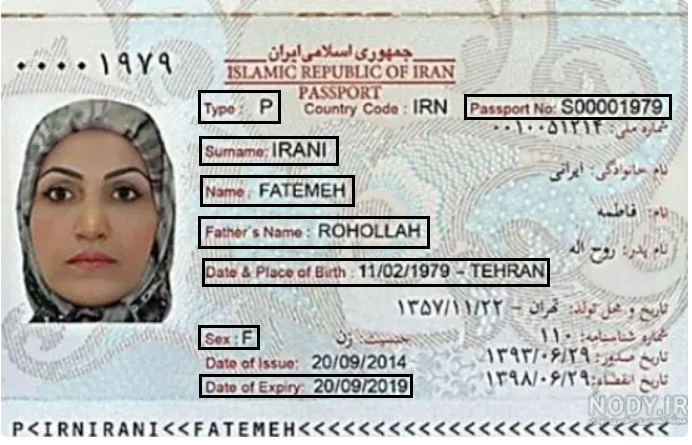 جمهوری اسلامی ایران
۰۰۰۰۱۹۷۹
ISLAMIC REPUBLIC OF IRAN
PASSPORT
Type : P Country Code : IRN Passport No: S00001979
شماره ملی: ۰۰۱۰۰۵۱۲۱۴
Surname: IRANI
نام خانوادگی: ایرانی
Name : FATEMEH
نام: فاطمه
Father's Name : ROHOLLAH
نام پدر: روح اله
Date & Place of Birth : 11/02/1979 – TEHRAN
تاریخ و محل تولد: تهران – ۱۳۵۷/۱۱/۲۲
Sex : F جنسیت: زن شماره شناسنامه: ۱۱۰
Date of Issue: 20/09/2014 تاریخ صدور: ۱۳۹۳/۰۶/۲۹
Date of Expiry: 20/09/2019 تاریخ انقضاء: ۱۳۹۸/۰۶/۲۹
NODY.IR
P<IRNIRANI<<FATEMEH<<<<<<<<<<<<<<<<<<<<<<<<<